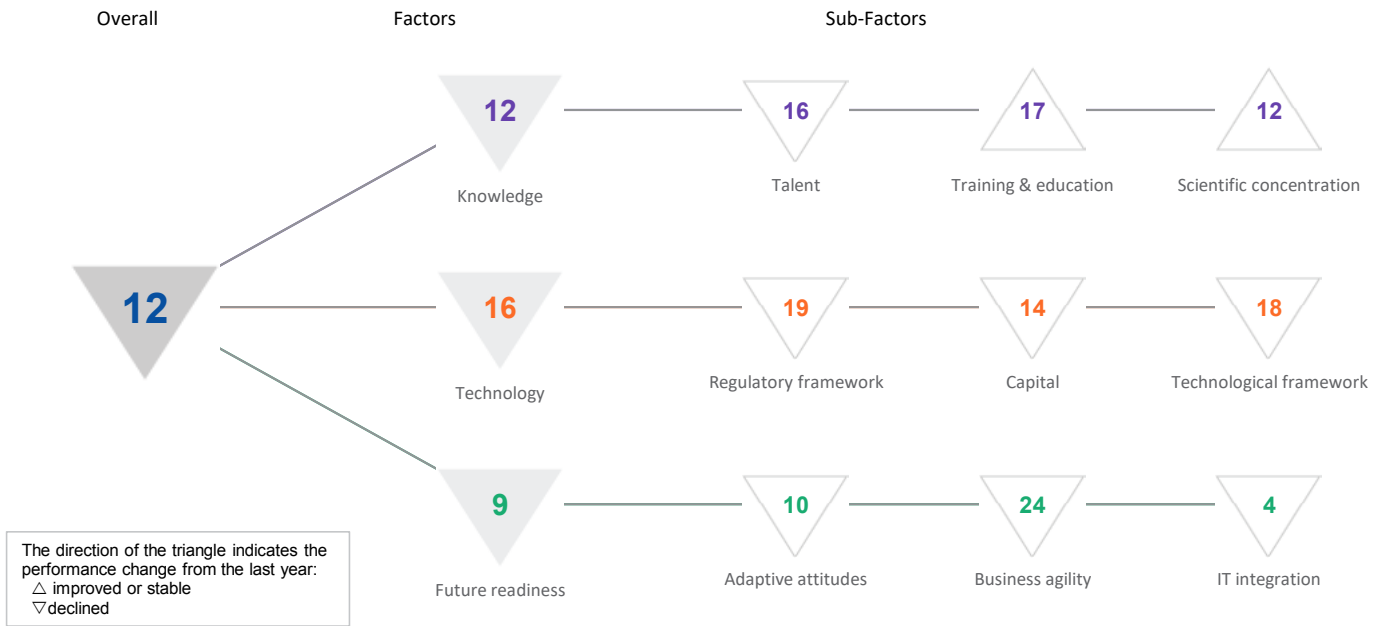 Overall Factors Sub-Factors
12 16 17 12
Knowledge Talent Training & education Scientific concentration
12
16 19 14 18
Technology Regulatory framework Capital Technological framework
9 10 24 4
Future readiness Adaptive attitudes Business agility IT integration
The direction of the triangle indicates the
performance change from the last year:
△ improved or stable
▽declined